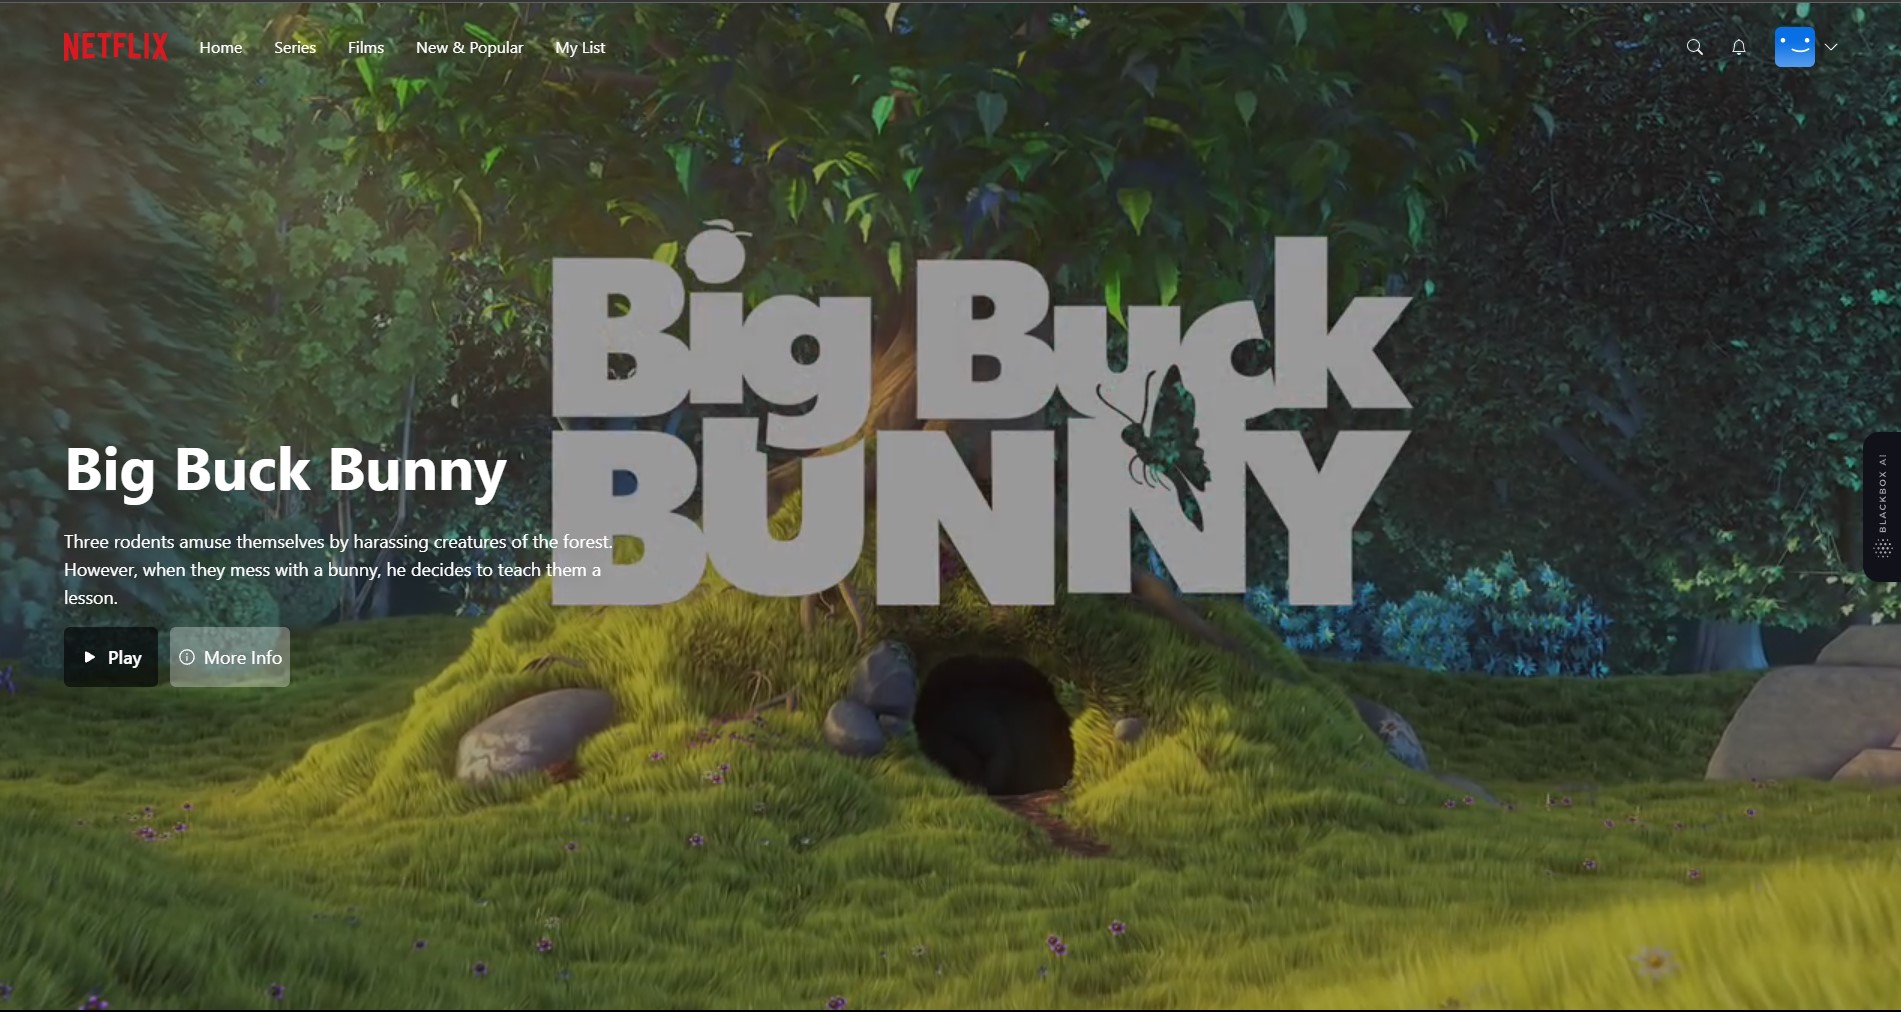 NETFLIX Home Series Films New & Popular My List
Big Buck
BUNNY
Big Buck Bunny
Three rodents amuse themselves by harassing creatures of the forest.
However, when they mess with a bunny, he decides to teach them a
lesson.
Play More Info
BLACKBOX AI